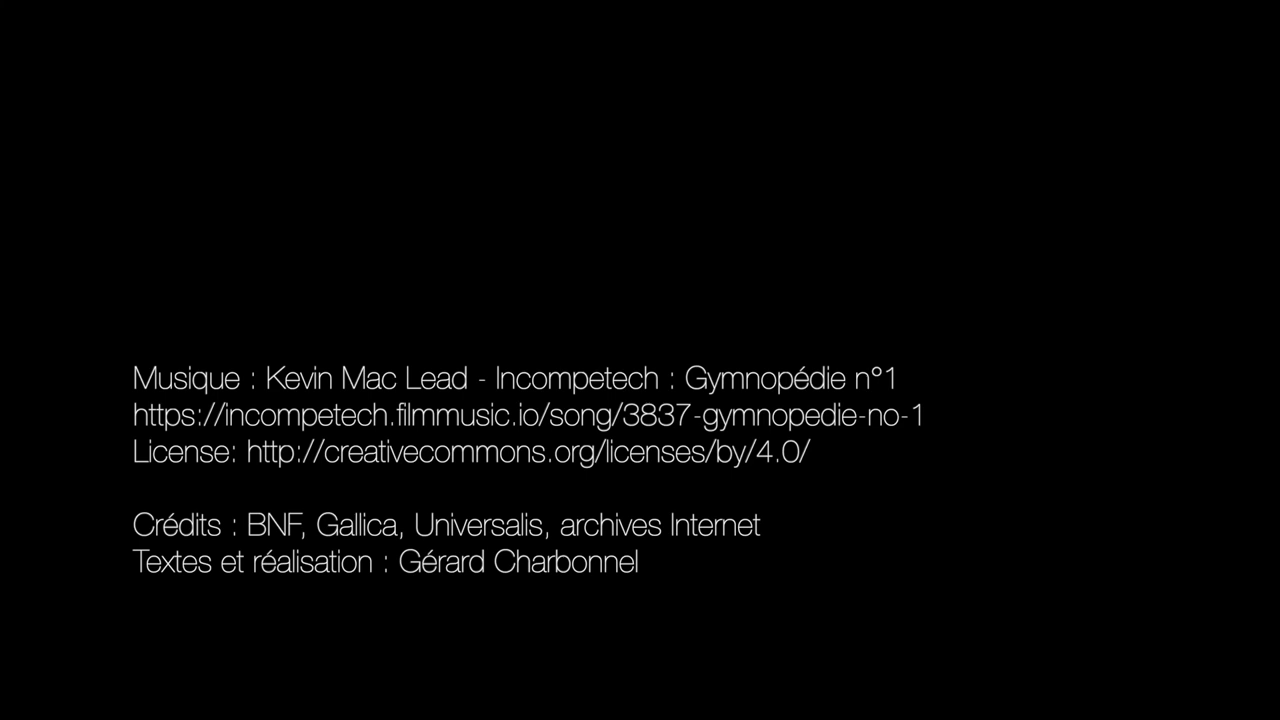 Musique : Kevin Mac Lead - Incompetech : Gymnopédie n°1
https://incompetech.filmmusic.io/song/3837-gymnopedie-no-1
License: http://creativecommons.org/licenses/by/4.0/
Crédits : BNF, Gallica, Universalis, archives Internet
Textes et réalisation : Gérard Charbonnel